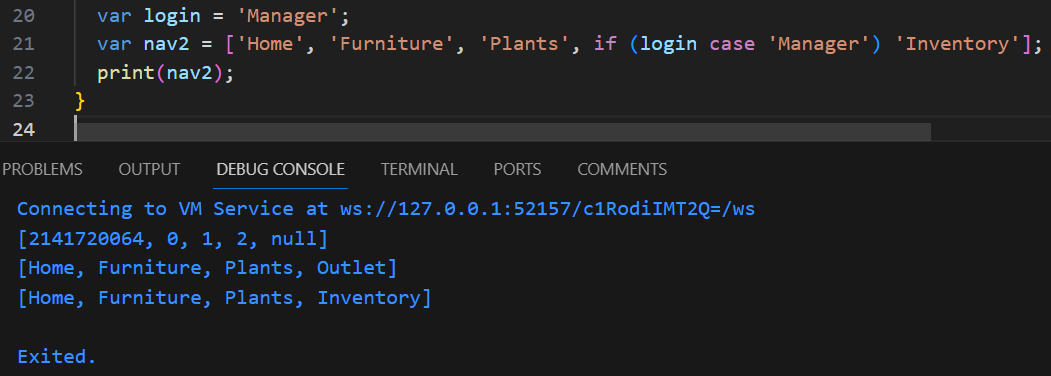 20 var login = 'Manager';
21 var nav2 = ['Home', 'Furniture', 'Plants', if (login case 'Manager') 'Inventory'];
22 print(nav2);
23 }
24
PROBLEMS OUTPUT DEBUG CONSOLE TERMINAL PORTS COMMENTS
Connecting to VM Service at ws://127.0.0.1:52157/c1RodiIMT2Q=/ws
[2141720064, 0, 1, 2, null]
[Home, Furniture, Plants, Outlet]
[Home, Furniture, Plants, Inventory]
Exited.